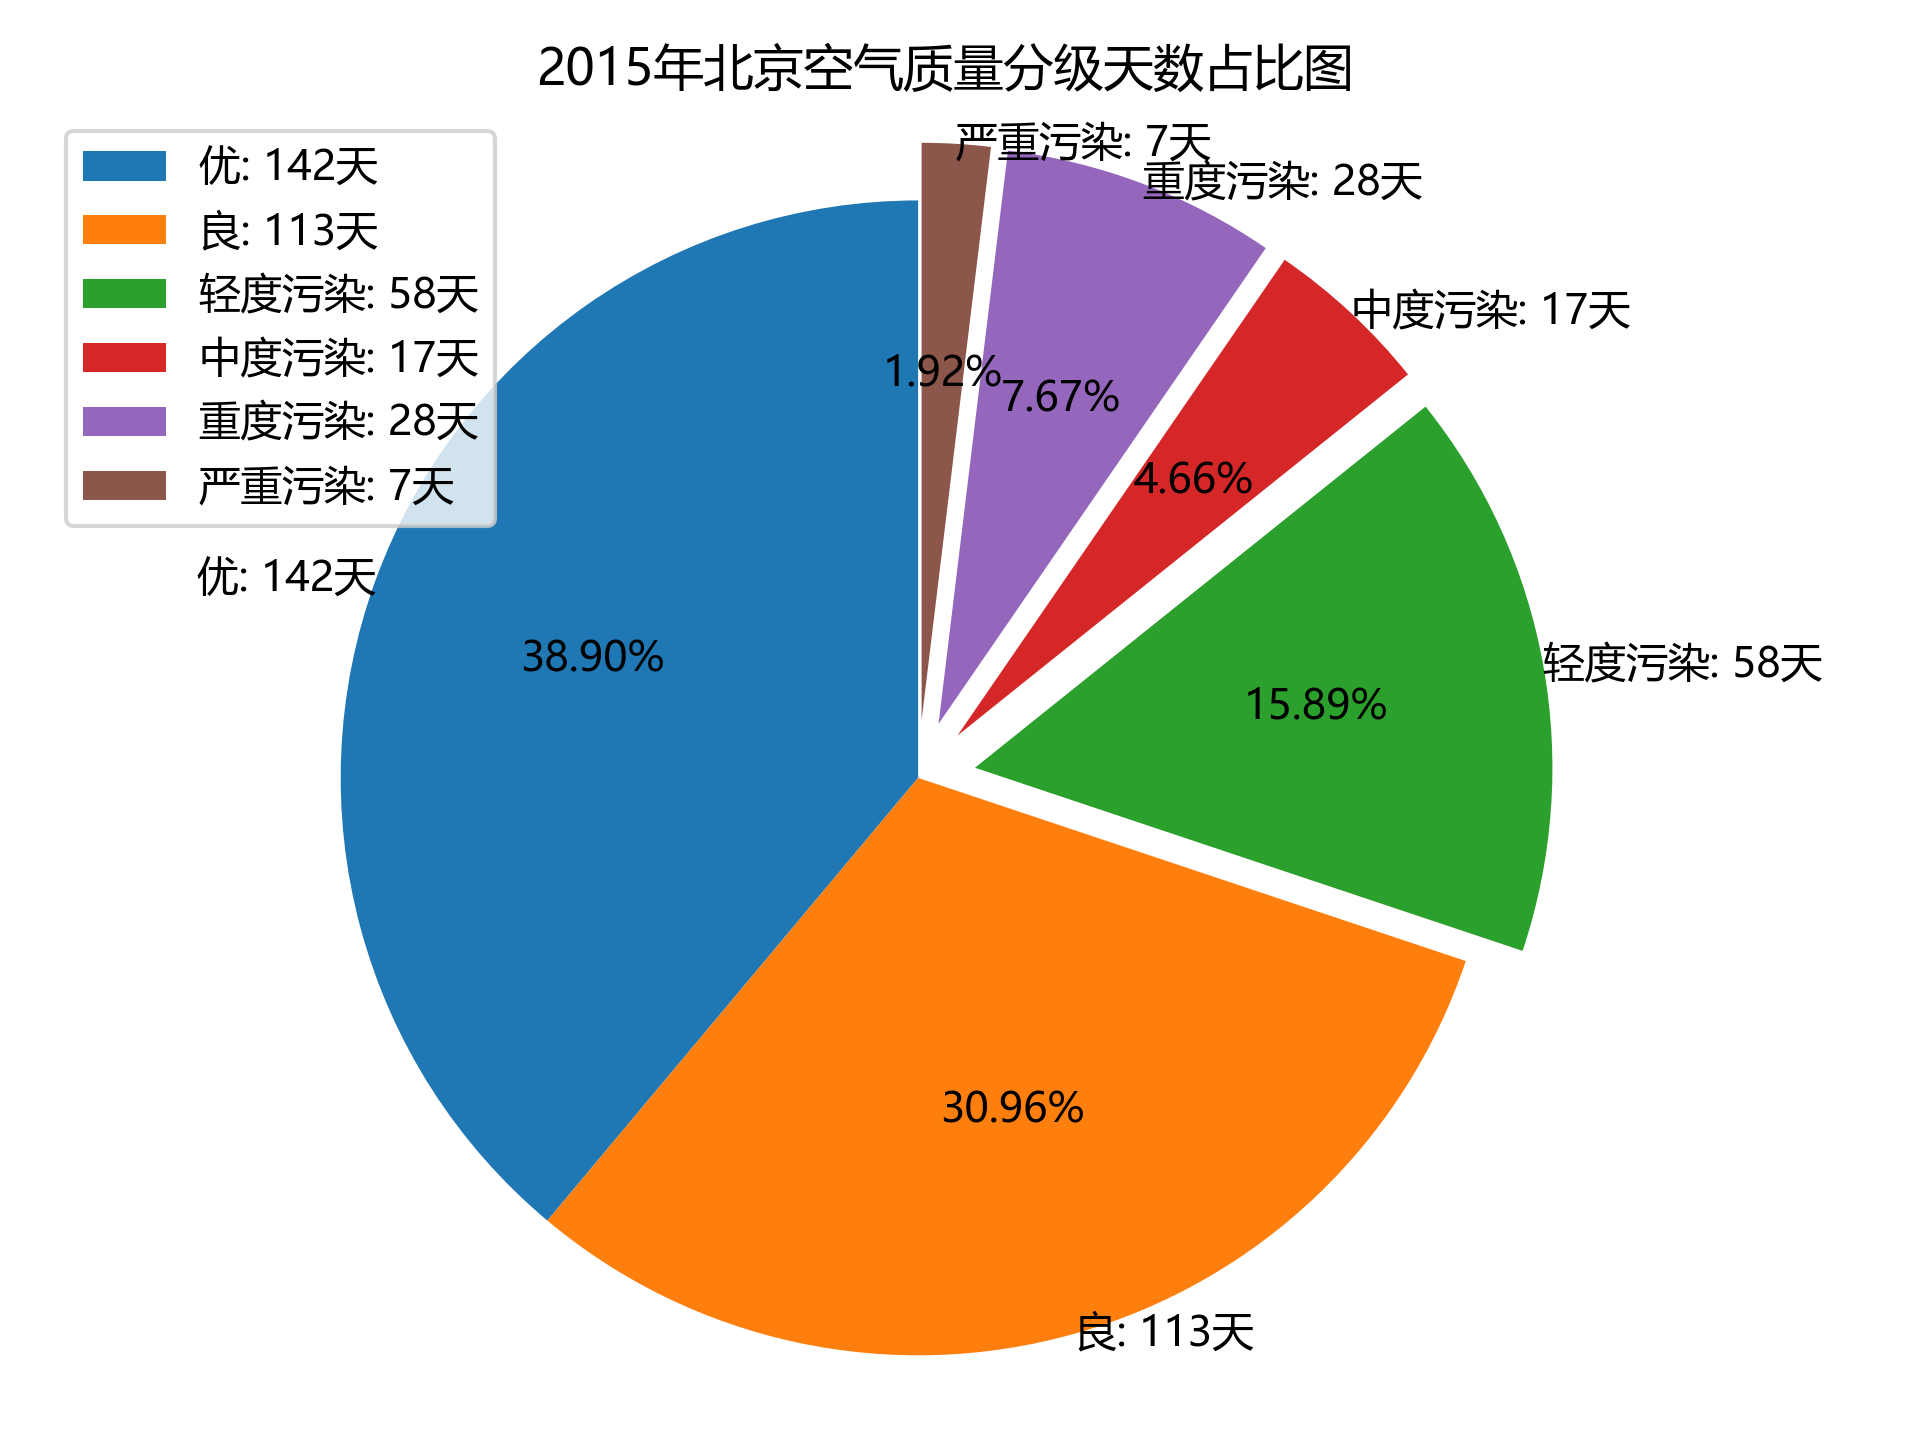 2015年北京空气质量分级天数占比图
优: 142天
良: 113天
轻度污染: 58天
中度污染: 17天
重度污染: 28天
严重污染: 7天
严重污染: 7天
重度污染: 28天
中度污染: 17天
轻度污染: 58天
优: 142天
良: 113天
1.92%
7.67%
4.66%
15.89%
38.90%
30.96%